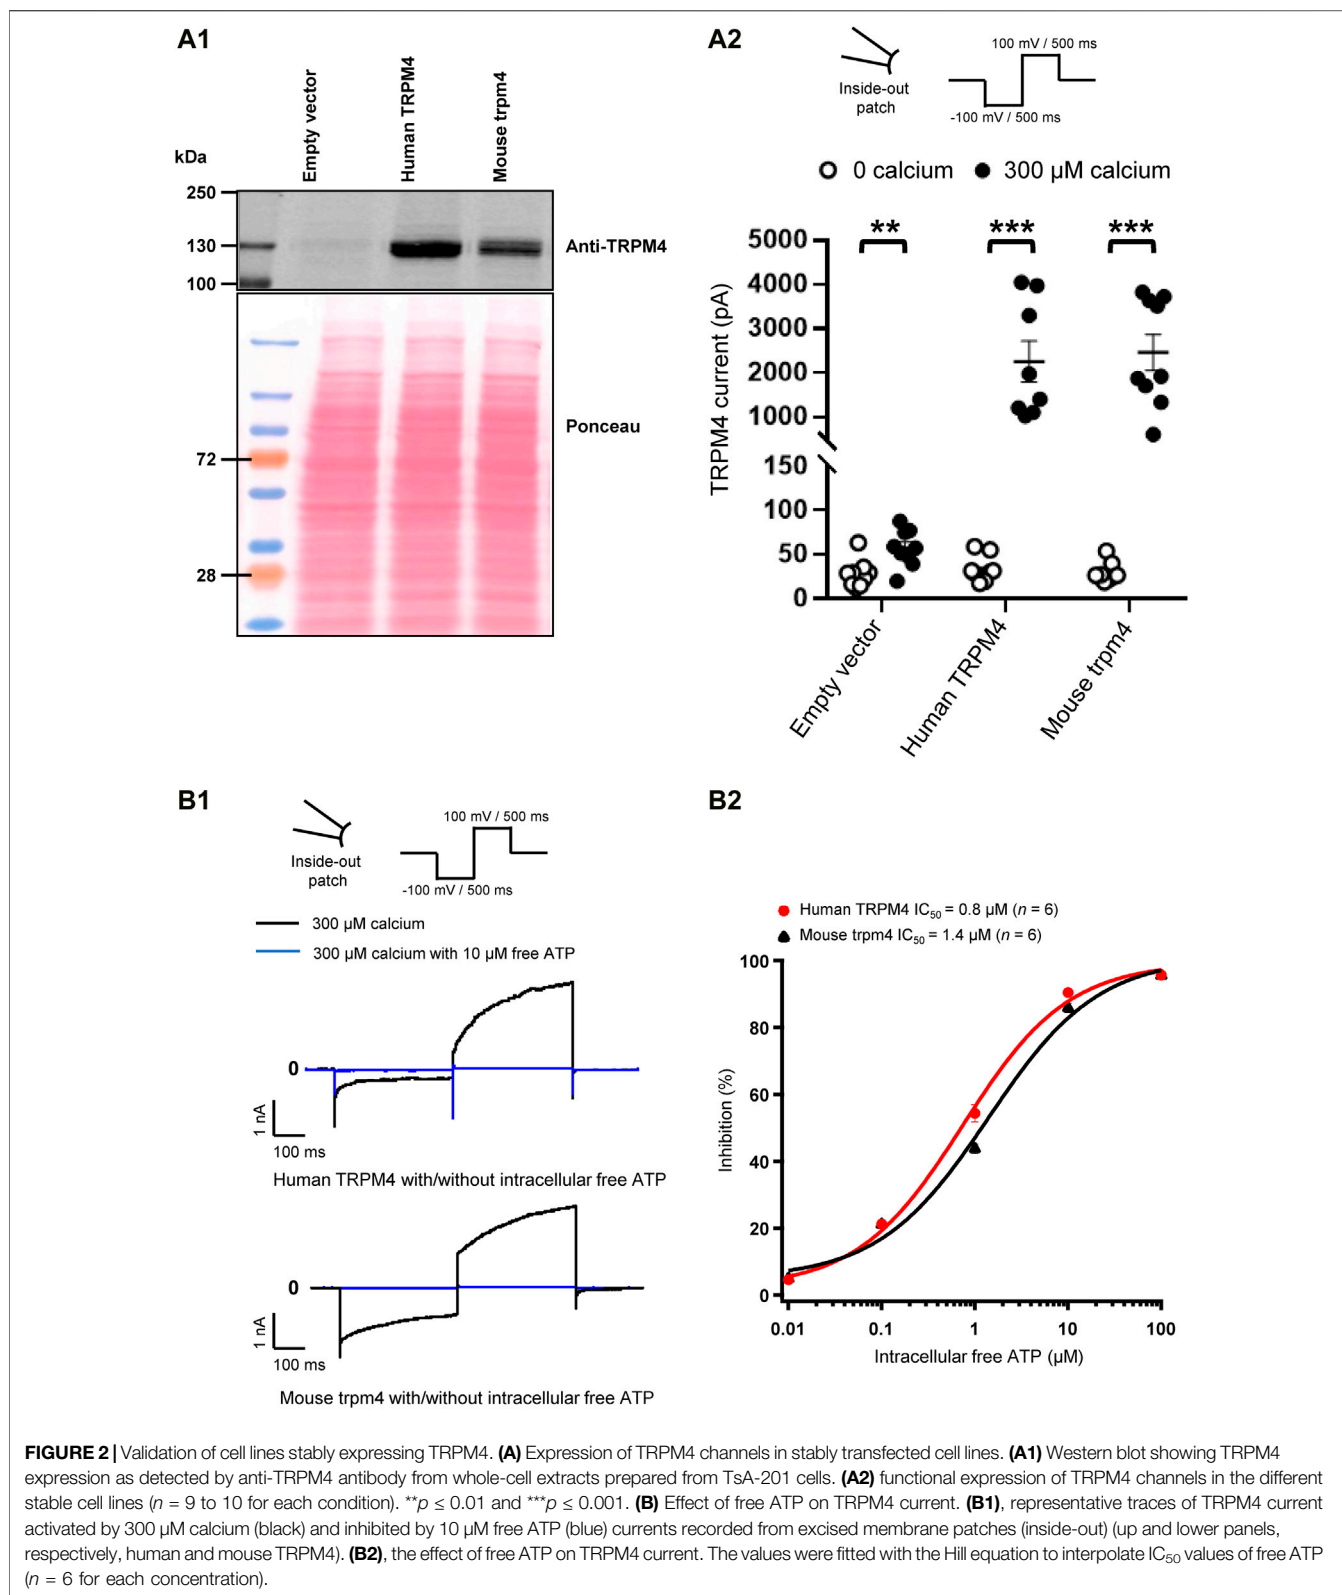 A1
Empty vector
Human TRPM4
Mouse trpm4
kDa
250
130
100
Anti-TRPM4
72
28
Ponceau
A2
Inside-out
patch
100 mV / 500 ms
-100 mV / 500 ms
0 calcium
300 µM calcium
** *** ***
TRPM4 current (pA)
5000
4000
3000
2000
1000
150
100
50
0
Empty vector
Human TRPM4
Mouse trpm4
B1
Inside-out
patch
100 mV / 500 ms
-100 mV / 500 ms
300 µM calcium
300 µM calcium with 10 µM free ATP
0
1 nA
100 ms
Human TRPM4 with/without intracellular free ATP
0
1 nA
100 ms
Mouse trpm4 with/without intracellular free ATP
B2
Human TRPM4 IC50 = 0.8 µM (n = 6)
Mouse trpm4 IC50 = 1.4 µM (n = 6)
Inhibition (%)
100
80
60
40
20
0
0.01 0.1 1 10 100
Intracellular free ATP (µM)
FIGURE 2 | Validation of cell lines stably expressing TRPM4. (A) Expression of TRPM4 channels in stably transfected cell lines. (A1) Western blot showing TRPM4
expression as detected by anti-TRPM4 antibody from whole-cell extracts prepared from TsA-201 cells. (A2) functional expression of TRPM4 channels in the different
stable cell lines (n = 9 to 10 for each condition). **p ≤ 0.01 and ***p ≤ 0.001. (B) Effect of free ATP on TRPM4 current. (B1), representative traces of TRPM4 current
activated by 300 µM calcium (black) and inhibited by 10 µM free ATP (blue) currents recorded from excised membrane patches (inside-out) (up and lower panels,
respectively, human and mouse TRPM4). (B2), the effect of free ATP on TRPM4 current. The values were fitted with the Hill equation to interpolate IC50 values of free ATP
(n = 6 for each concentration).